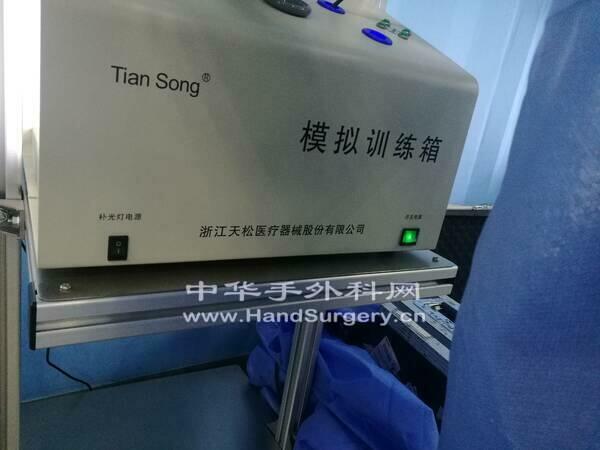 Tian Song®
模拟训练箱
补光灯电源
开关电源
浙江天松医疗器械股份有限公司
中华手外科网
www.HandSurgery.cn